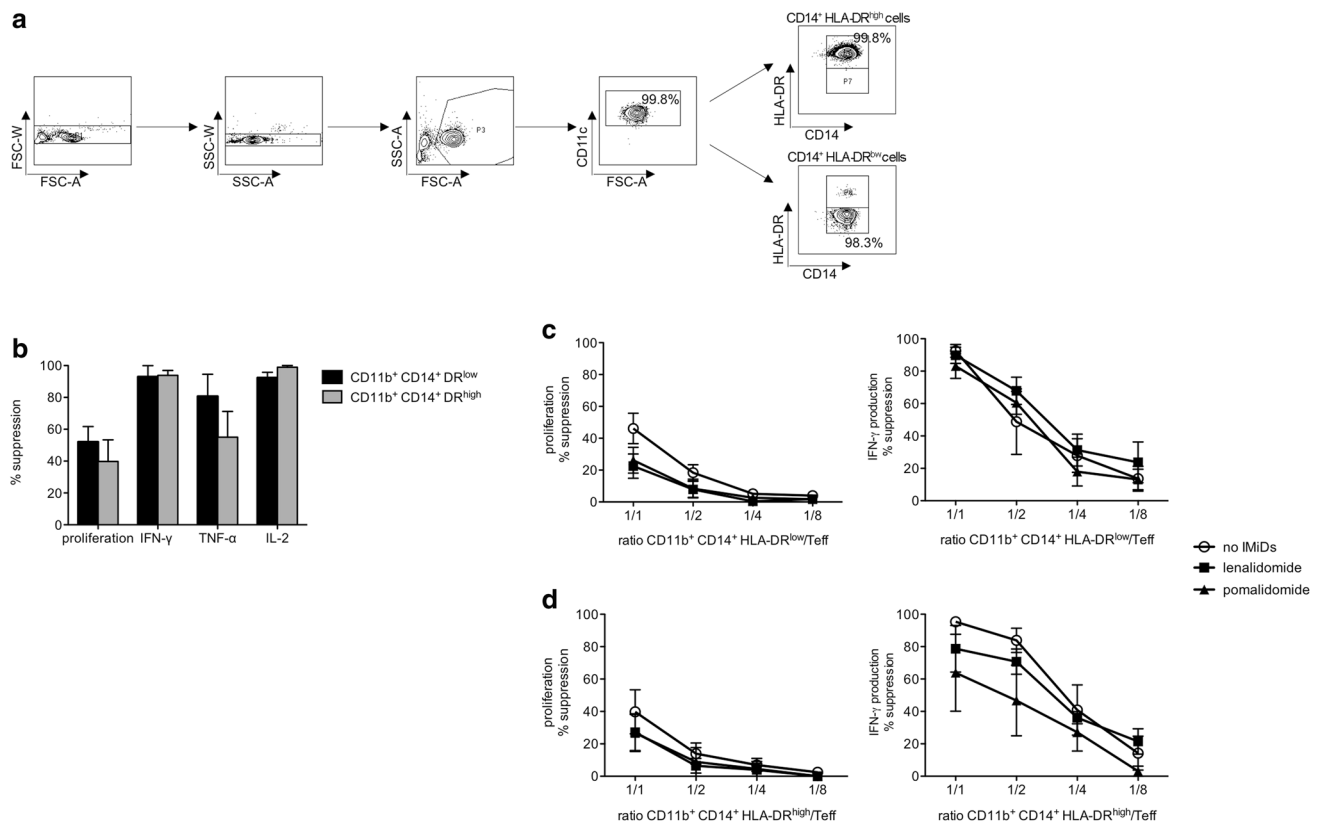 a
CD14⁺ HLA-DRʰⁱᵍʰ cells
99.8%
P7
HLA-DR
CD14
FSC-W
FSC-A
SSC-W
SSC-A
SSC-A
P3
FSC-A
CD11c
99.8%
FSC-A
CD14⁺ HLA-DRˡᵒʷ cells
98.3%
HLA-DR
CD14
b
% suppression
100
80
60
40
20
0
proliferation IFN-γ TNF-α IL-2
CD11b⁺ CD14⁺ DRˡᵒʷ
CD11b⁺ CD14⁺ DRʰⁱᵍʰ
c
proliferation
% suppression
100
80
60
40
20
0
1/1 1/2 1/4 1/8
ratio CD11b⁺ CD14⁺ HLA-DRˡᵒʷ/Teff
IFN-γ production
% suppression
100
80
60
40
20
0
1/1 1/2 1/4 1/8
ratio CD11b⁺ CD14⁺ HLA-DRˡᵒʷ/Teff
no IMiDs
lenalidomide
pomalidomide
d
proliferation
% suppression
100
80
60
40
20
0
1/1 1/2 1/4 1/8
ratio CD11b⁺ CD14⁺ HLA-DRʰⁱᵍʰ/Teff
IFN-γ production
% suppression
100
80
60
40
20
0
1/1 1/2 1/4 1/8
ratio CD11b⁺ CD14⁺ HLA-DRʰⁱᵍʰ/Teff